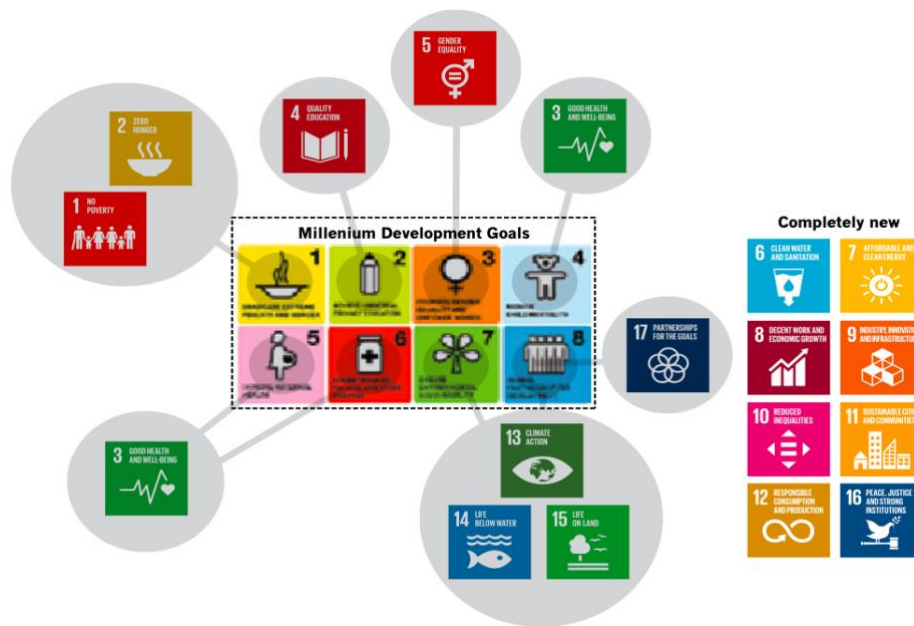 5 GENDER
EQUALITY
2 ZERO
HUNGER
4 QUALITY
EDUCATION
3 GOOD HEALTH
AND WELL-BEING
1 NO
POVERTY
Millenium Development Goals
1
2
3
4
5
6
7
8
17 PARTNERSHIPS
FOR THE GOALS
3 GOOD HEALTH
AND WELL-BEING
13 CLIMATE
ACTION
14 LIFE
BELOW WATER
15 LIFE
ON LAND
Completely new
6 CLEAN WATER
AND SANITATION
7 AFFORDABLE AND
CLEAN ENERGY
8 DECENT WORK AND
ECONOMIC GROWTH
9 INDUSTRY, INNOVATIO
AND INFRASTRUCTUR
10 REDUCED
INEQUALITIES
11 SUSTAINABLE CITI
AND COMMUNITIES
12 RESPONSIBLE
CONSUMPTION
AND PRODUCTION
16 PEACE, JUSTICE
AND STRONG
INSTITUTIONS